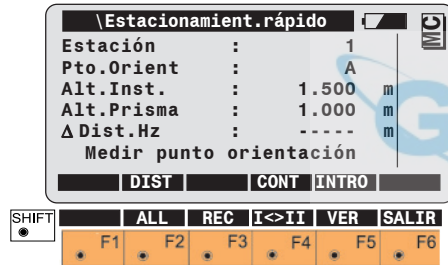 \Estacionamient.rápido
MC
Estación : 1
Pto.Orient : A
Alt.Inst. : 1.500 m
Alt.Prisma : 1.000 m
Δ Dist.Hz : ----- m
Medir punto orientación
DIST CONT INTRO
SHIFT ALL REC I<>II VER SALIR
F1 F2 F3 F4 F5 F6